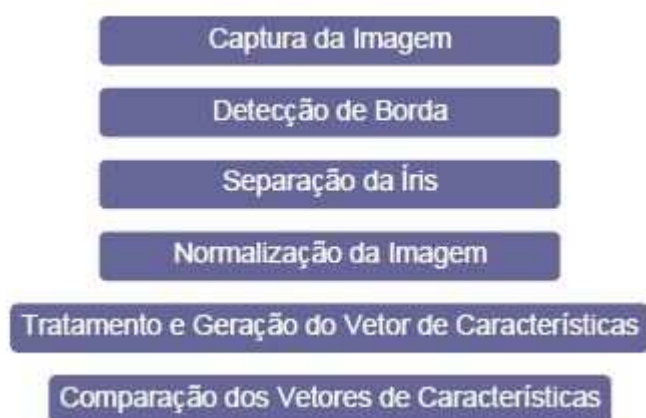 Captura da Imagem
Detecção de Borda
Separação da Íris
Normalização da Imagem
Tratamento e Geração do Vetor de Características
Comparação dos Vetores de Características